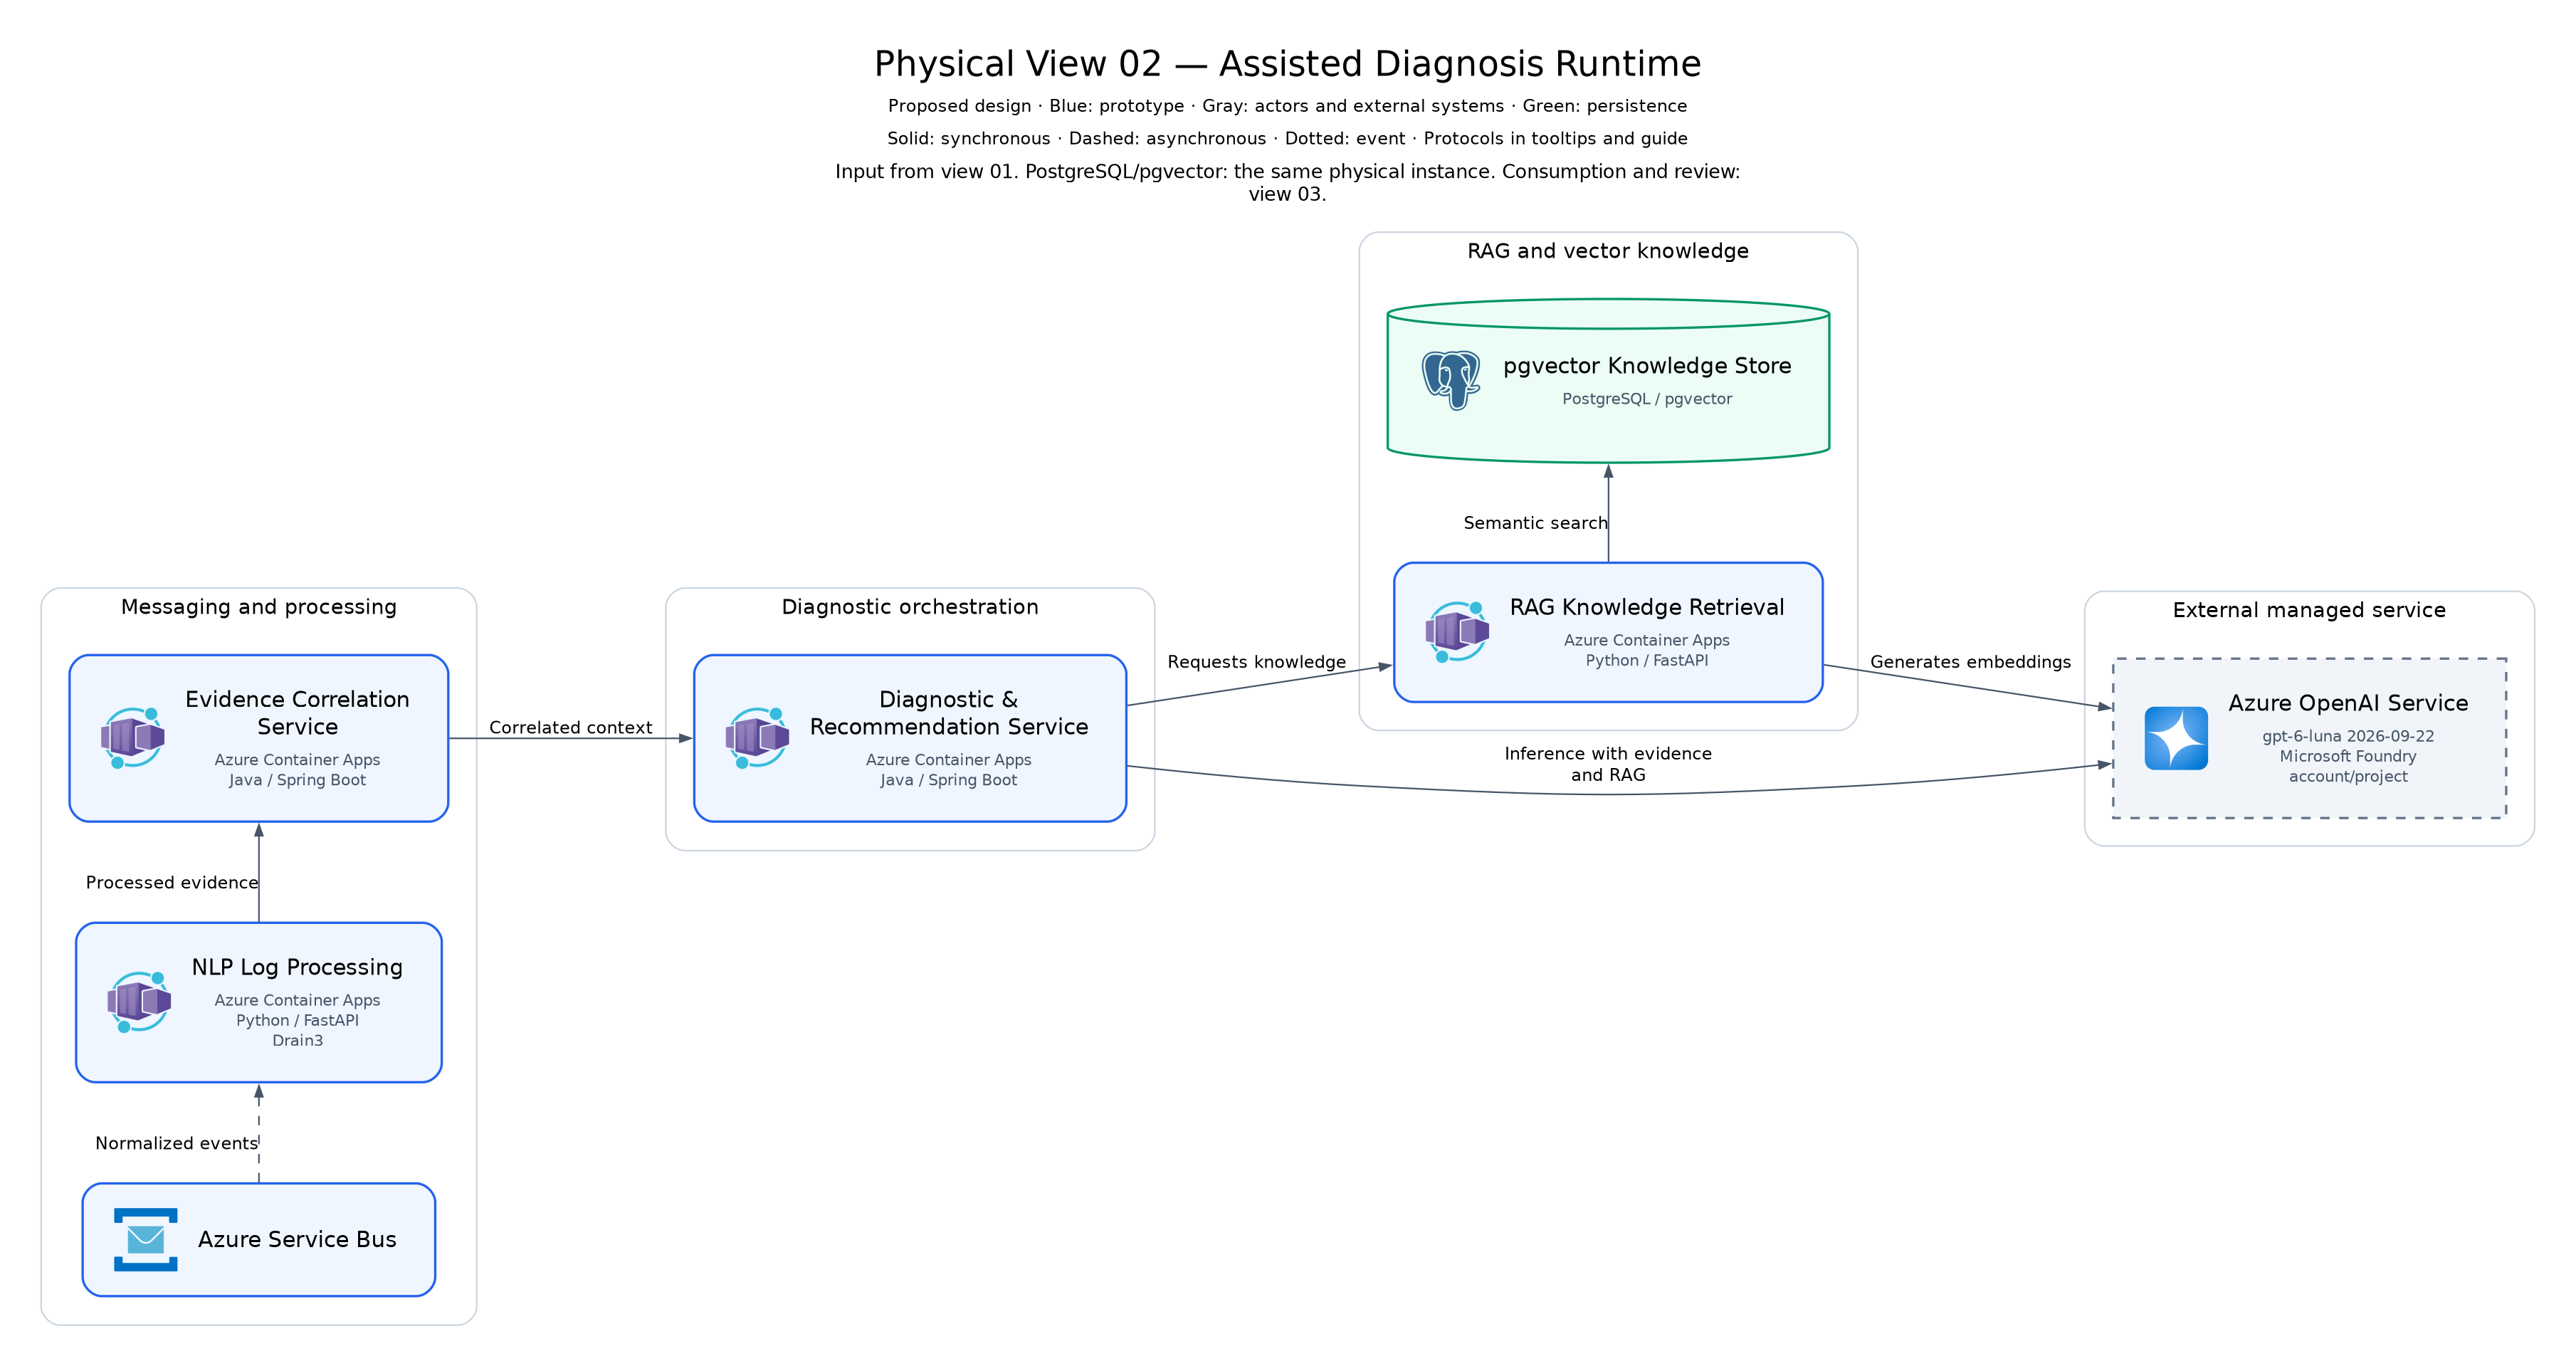 Physical View 02 — Assisted Diagnosis Runtime
Proposed design · Blue: prototype · Gray: actors and external systems · Green: persistence
Solid: synchronous · Dashed: asynchronous · Dotted: event · Protocols in tooltips and guide
Input from view 01. PostgreSQL/pgvector: the same physical instance. Consumption and review:
view 03.
RAG and vector knowledge
pgvector Knowledge Store
PostgreSQL / pgvector
Semantic search
RAG Knowledge Retrieval
Azure Container Apps
Python / FastAPI
Messaging and processing
Evidence Correlation
Service
Azure Container Apps
Java / Spring Boot
Correlated context
Processed evidence
NLP Log Processing
Azure Container Apps
Python / FastAPI
Drain3
Normalized events
Azure Service Bus
Diagnostic orchestration
Diagnostic &
Recommendation Service
Azure Container Apps
Java / Spring Boot
Requests knowledge
Inference with evidence
and RAG
Generates embeddings
External managed service
Azure OpenAI Service
gpt-6-luna 2026-09-22
Microsoft Foundry
account/project